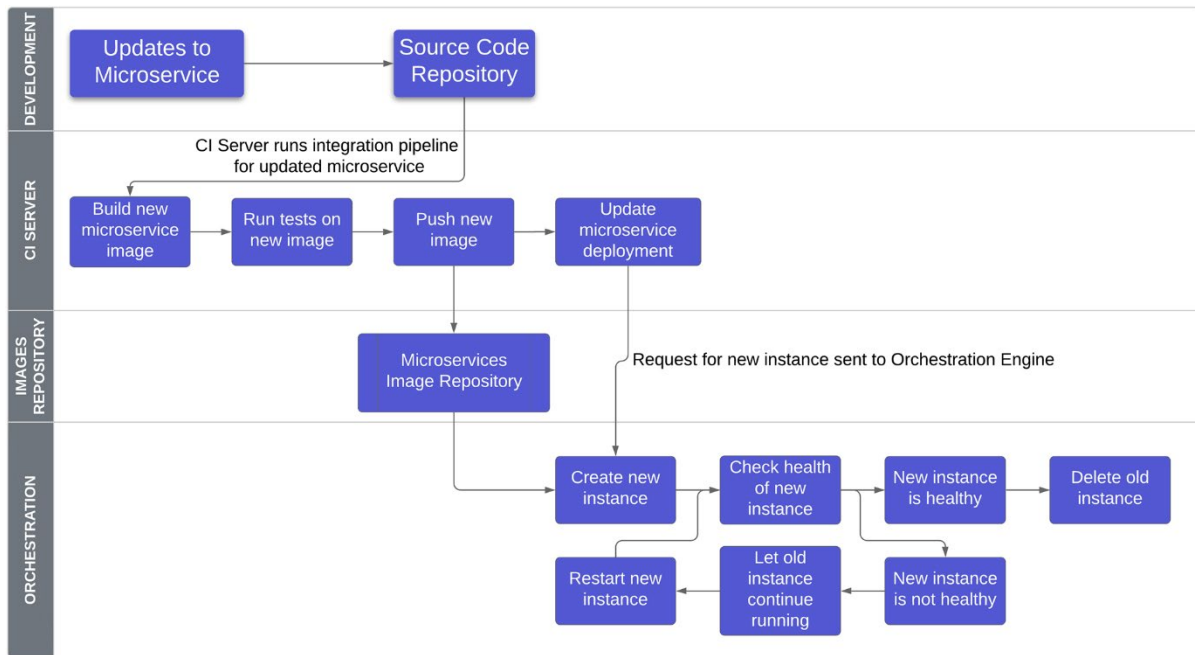 DEVELOPMENT
Updates to
Microservice
Source Code
Repository
CI Server runs integration pipeline
for updated microservice
CI SERVER
Build new
microservice
image
Run tests on
new image
Push new
image
Update
microservice
deployment
IMAGES
REPOSITORY
Microservices
Image Repository
Request for new instance sent to Orchestration Engine
ORCHESTRATION
Create new
instance
Check health
of new
instance
New instance
is healthy
Delete old
instance
Restart new
instance
Let old
instance
continue
running
New instance
is not healthy